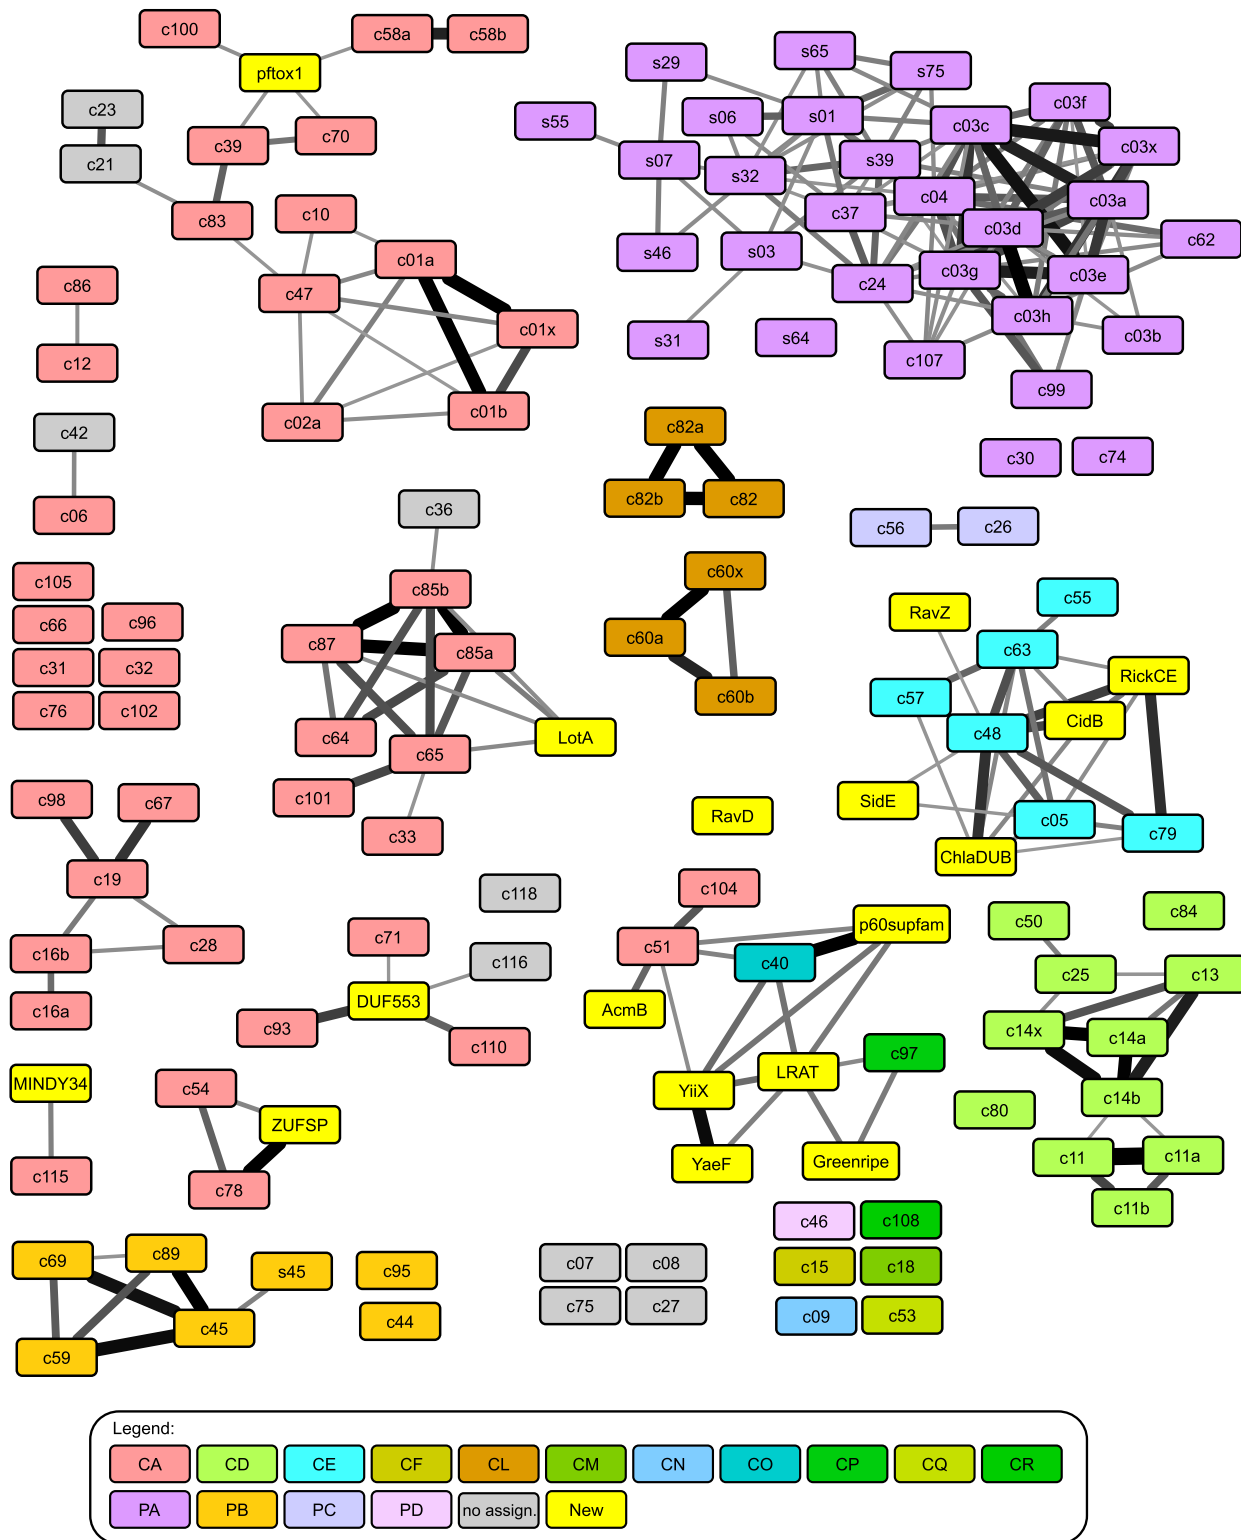 c100
c58a
c58b
pftox1
c23
c21
c39
c70
c83
c10
c01a
c47
c01x
c02a
c01b
c86
c12
c42
c06
s65
s29
s75
s06
s01
c03c
c03f
s55
s07
s32
s39
c03x
c37
c04
c03a
c03d
c62
s46
s03
c24
c03g
c03e
c03h
c03b
s31
s64
c107
c99
c30
c74
c82a
c82b
c82
c56
c26
c36
c85b
c87
c85a
c64
c65
LotA
c101
c33
c60x
c60a
c60b
c105
c66
c96
c31
c32
c76
c102
RavZ
c55
c63
RickCE
c57
c48
CidB
SidE
c05
c79
ChlaDUB
RavD
c98
c67
c19
c16b
c28
c16a
c118
c71
c116
DUF553
c93
c110
c104
p60supfam
c51
c40
AcmB
c97
LRAT
YiiX
YaeF
Greenripe
c84
c50
c25
c13
c14x
c14a
c14b
c80
c11
c11a
c11b
MINDY34
c115
c54
ZUFSP
c78
c69
c89
s45
c45
c59
c95
c44
c07
c08
c75
c27
c46
c108
c15
c18
c09
c53
Legend:
CA CD CE CF CL CM CN CO CP CQ CR
PA PB PC PD no assign. New